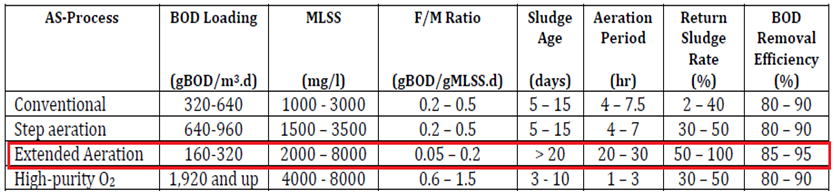 AS-Process BOD Loading MLSS F/M Ratio Sludge Aeration Return BOD
Age Period Sludge Removal
Rate Efficiency
(gBOD/m³.d) (mg/l) (gBOD/gMLSS.d) (days) (hr) (%) (%)
Conventional 320-640 1000 - 3000 0.2 – 0.5 5 – 15 4 – 7.5 2 – 40 80 – 90
Step aeration 640-960 1500 – 3500 0.2 – 0.5 5 - 15 4 – 7 30 – 50 80 – 90
Extended Aeration 160-320 2000 – 8000 0.05 – 0.2 > 20 20 – 30 50 – 100 85 – 95
High-purity O₂ 1,920 and up 4000 - 8000 0.6 – 1.5 3 - 10 1 – 3 30 – 50 80 – 90